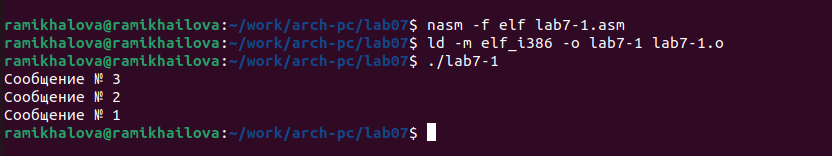 ramikhalova@ramikhailova:~/work/arch-pc/lab07$ nasm -f elf lab7-1.asm
ramikhalova@ramikhailova:~/work/arch-pc/lab07$ ld -m elf_i386 -o lab7-1 lab7-1.o
ramikhalova@ramikhailova:~/work/arch-pc/lab07$ ./lab7-1
Сообщение № 3
Сообщение № 2
Сообщение № 1
ramikhalova@ramikhailova:~/work/arch-pc/lab07$